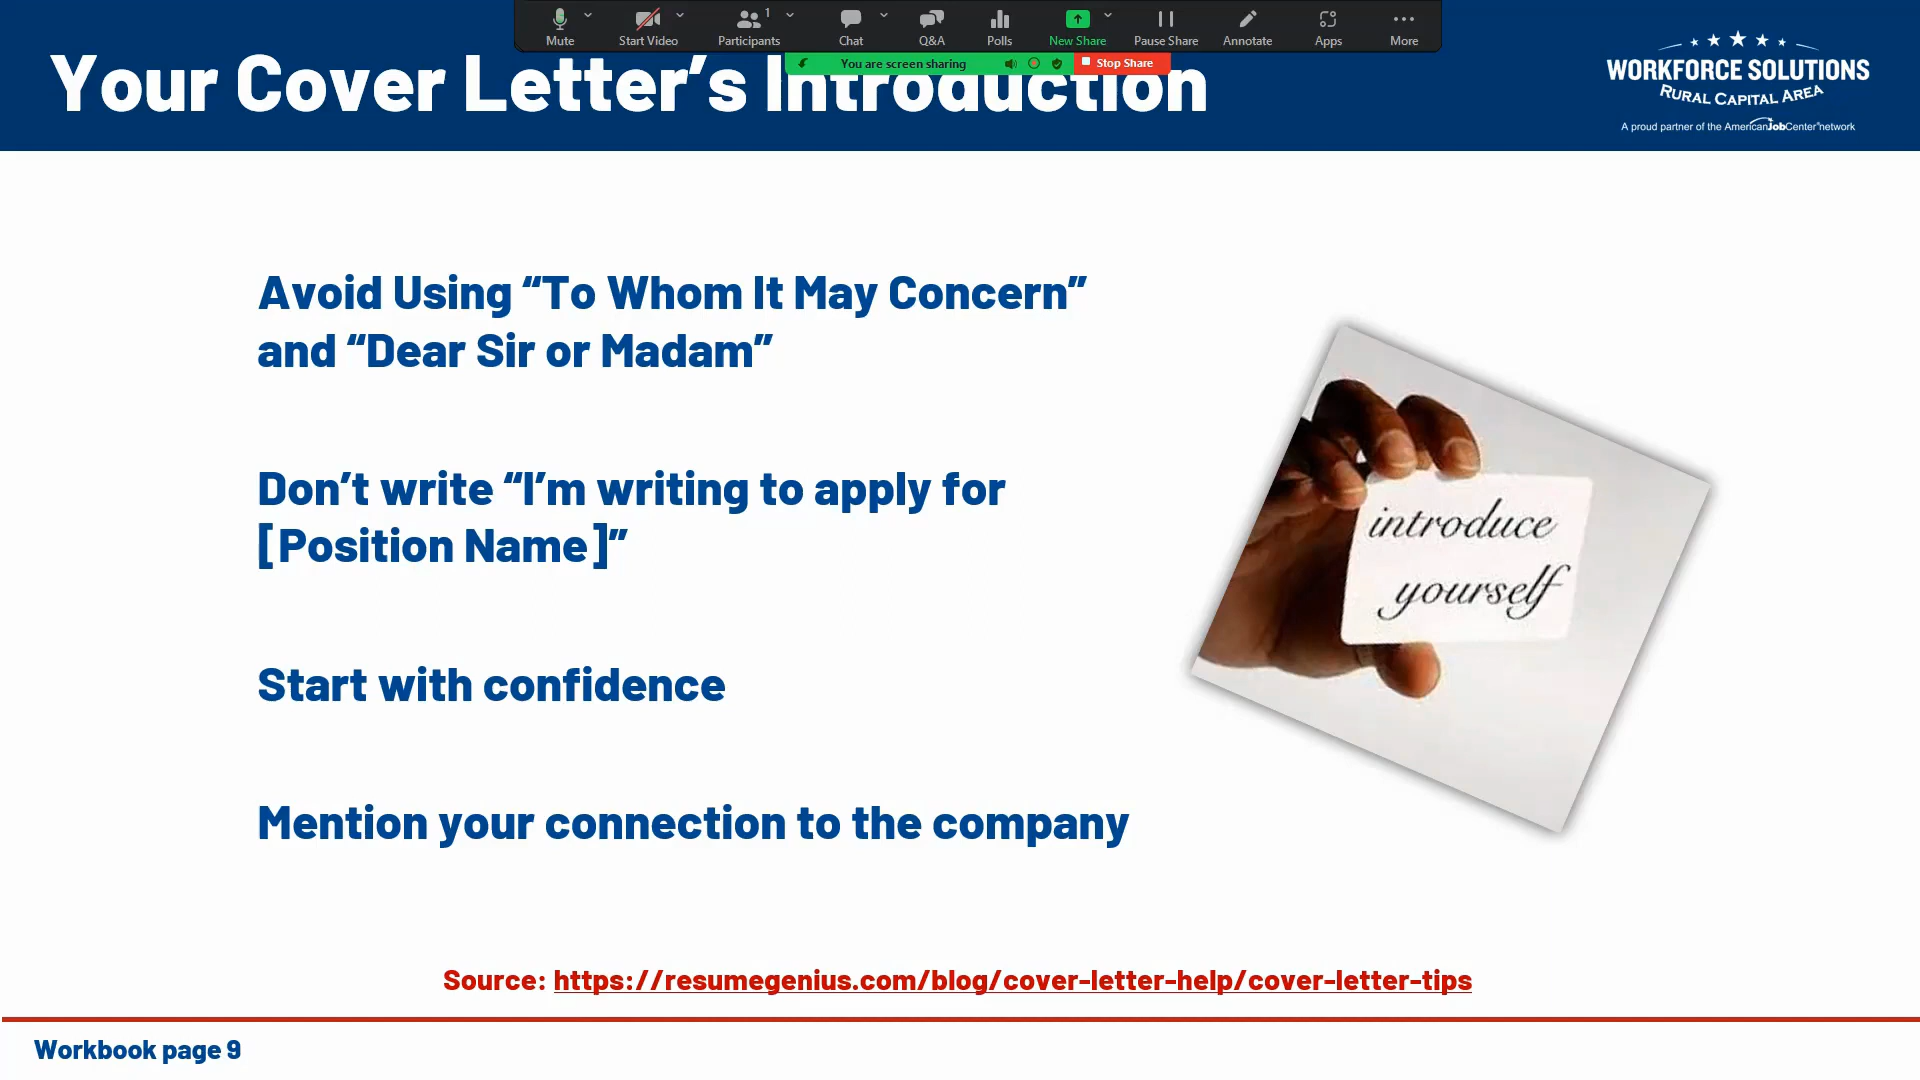 Mute
Start Video
Participants
1
Chat
Q&A
Polls
New Share
Pause Share
Annotate
Apps
More
You are screen sharing
Stop Share
Your Cover Letter’s Introduction
WORKFORCE SOLUTIONS
RURAL CAPITAL AREA
A proud partner of the AmericanJobCenter®network
Avoid Using “To Whom It May Concern”
and “Dear Sir or Madam”
Don’t write “I’m writing to apply for
[Position Name]”
Start with confidence
Mention your connection to the company
introduce
yourself
Source: https://resumegenius.com/blog/cover-letter-help/cover-letter-tips
Workbook page 9